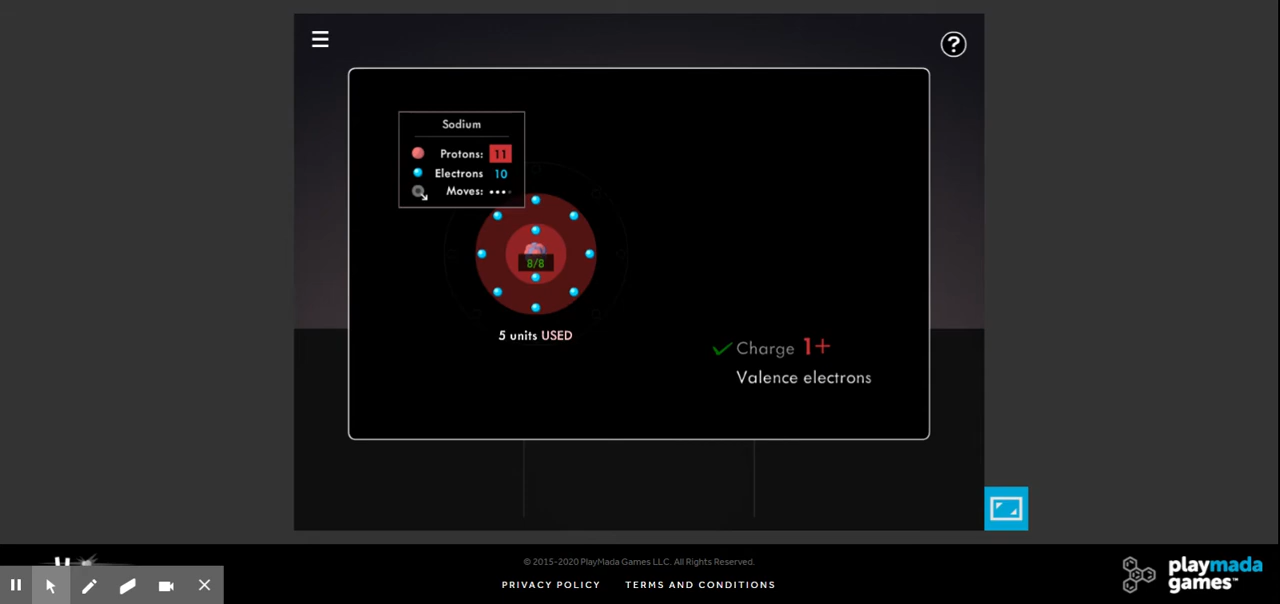 ?
Sodium
Protons: 11
Electrons 10
Moves:
8/8
5 units USED
Charge 1+
Valence electrons
© 2015-2020 PlayMada Games LLC. All Rights Reserved.
PRIVACY POLICY TERMS AND CONDITIONS
playmada
games™